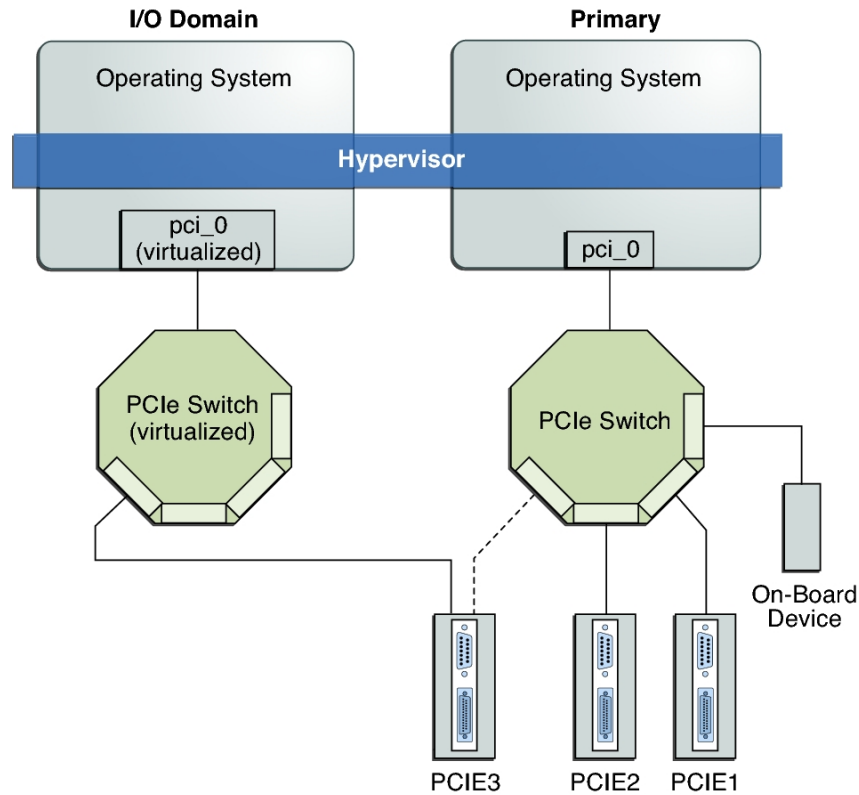 I/O Domain
Primary
Operating System
Operating System
Hypervisor
pci_0
(virtualized)
pci_0
PCIe Switch
(virtualized)
PCIe Switch
On-Board
Device
PCIE3
PCIE2
PCIE1